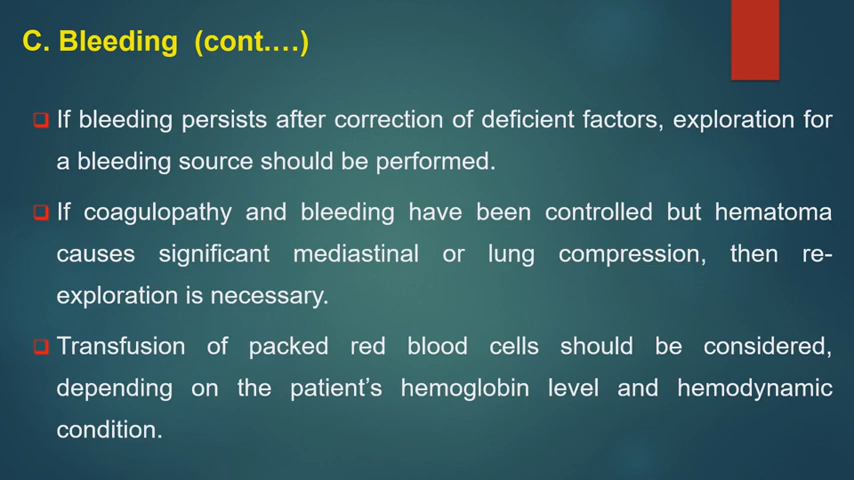 C. Bleeding (cont.…)
If bleeding persists after correction of deficient factors, exploration for
a bleeding source should be performed.
If coagulopathy and bleeding have been controlled but hematoma
causes significant mediastinal or lung compression, then re-
exploration is necessary.
Transfusion of packed red blood cells should be considered,
depending on the patient’s hemoglobin level and hemodynamic
condition.